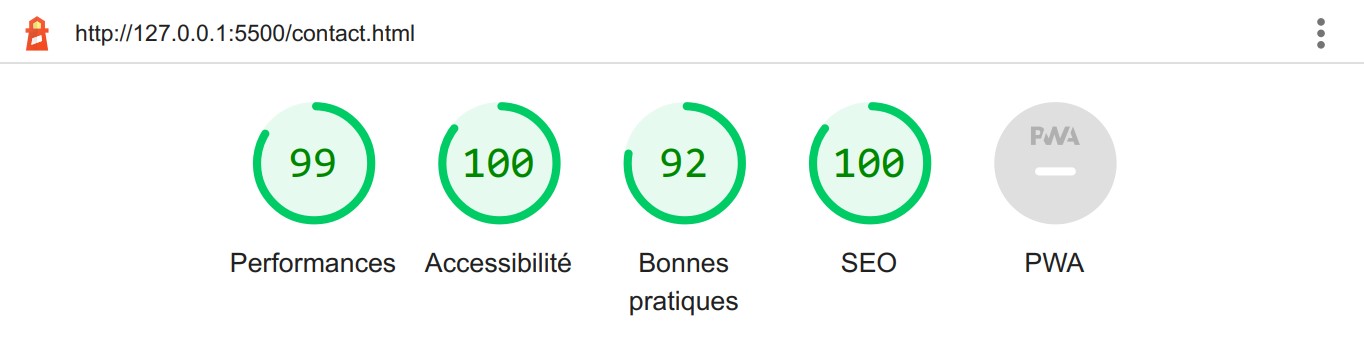 http://127.0.0.1:5500/contact.html
99
100
92
100
PWA
Performances
Accessibilité
Bonnes
pratiques
SEO
PWA